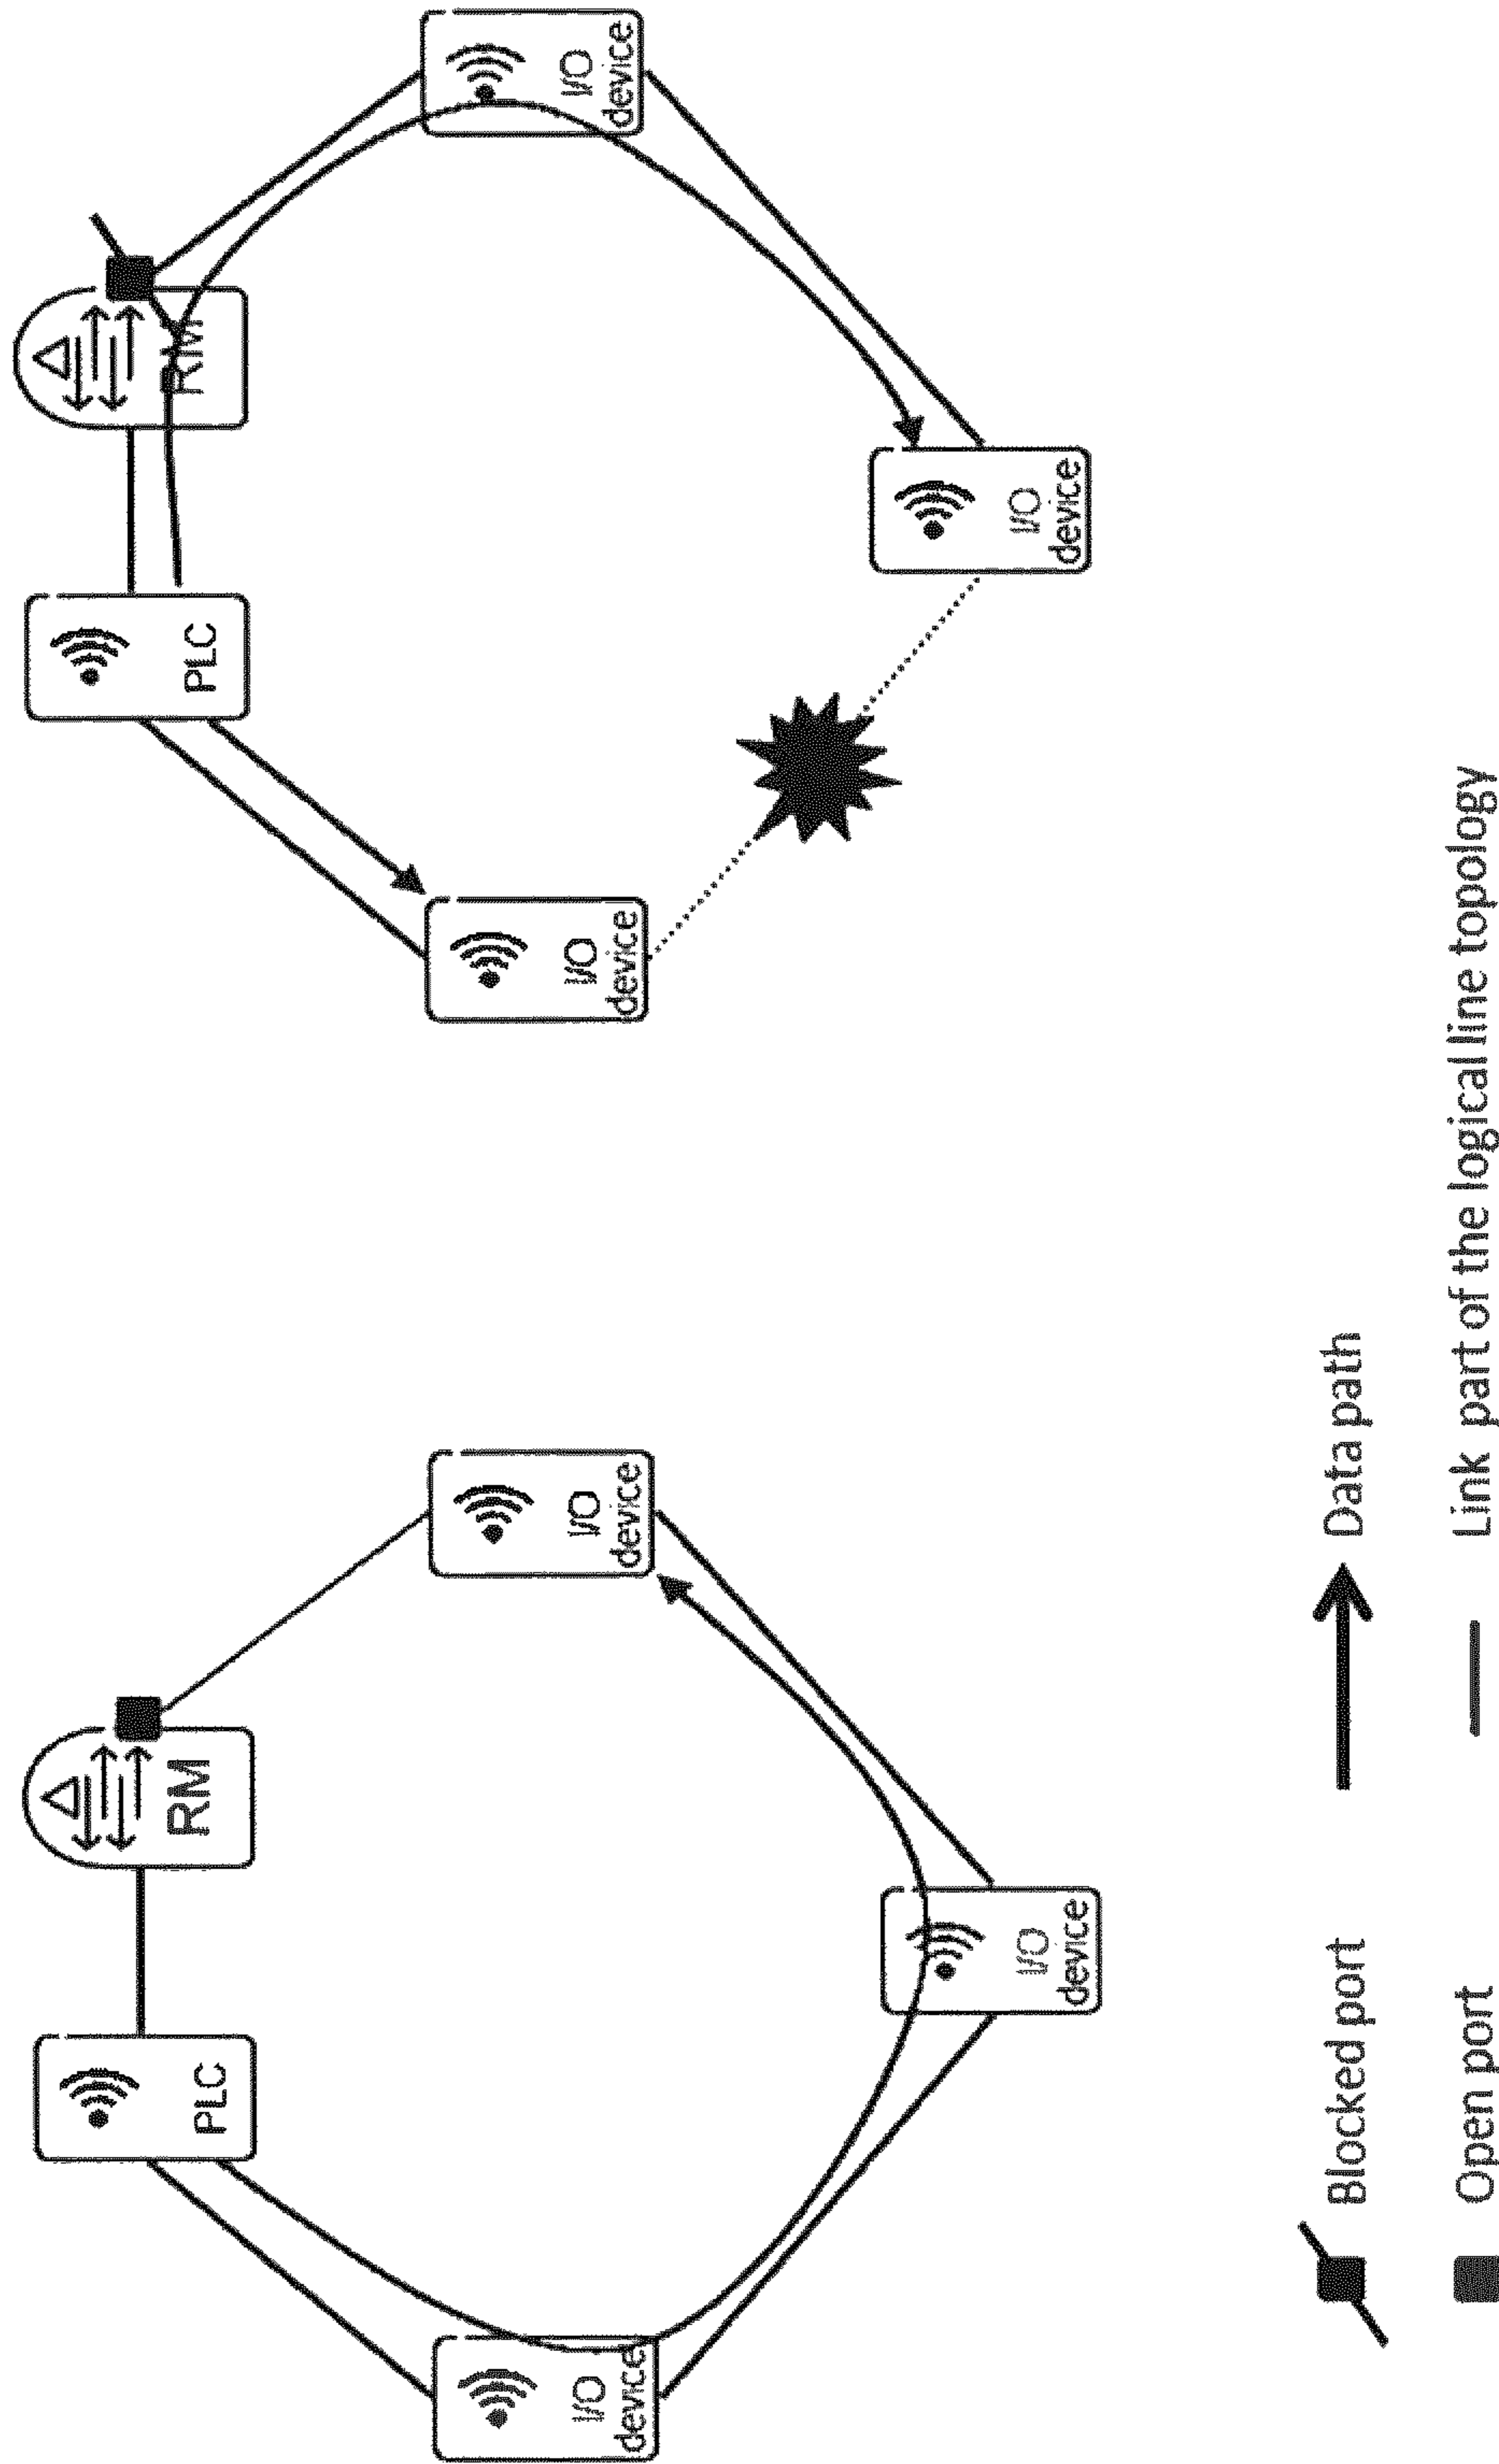 PLC
RM
I/O
device
I/O
device
I/O
device
PLC
RM
I/O
device
I/O
device
I/O
device
Blocked port
Data path
Open port
Link part of the logical line topology